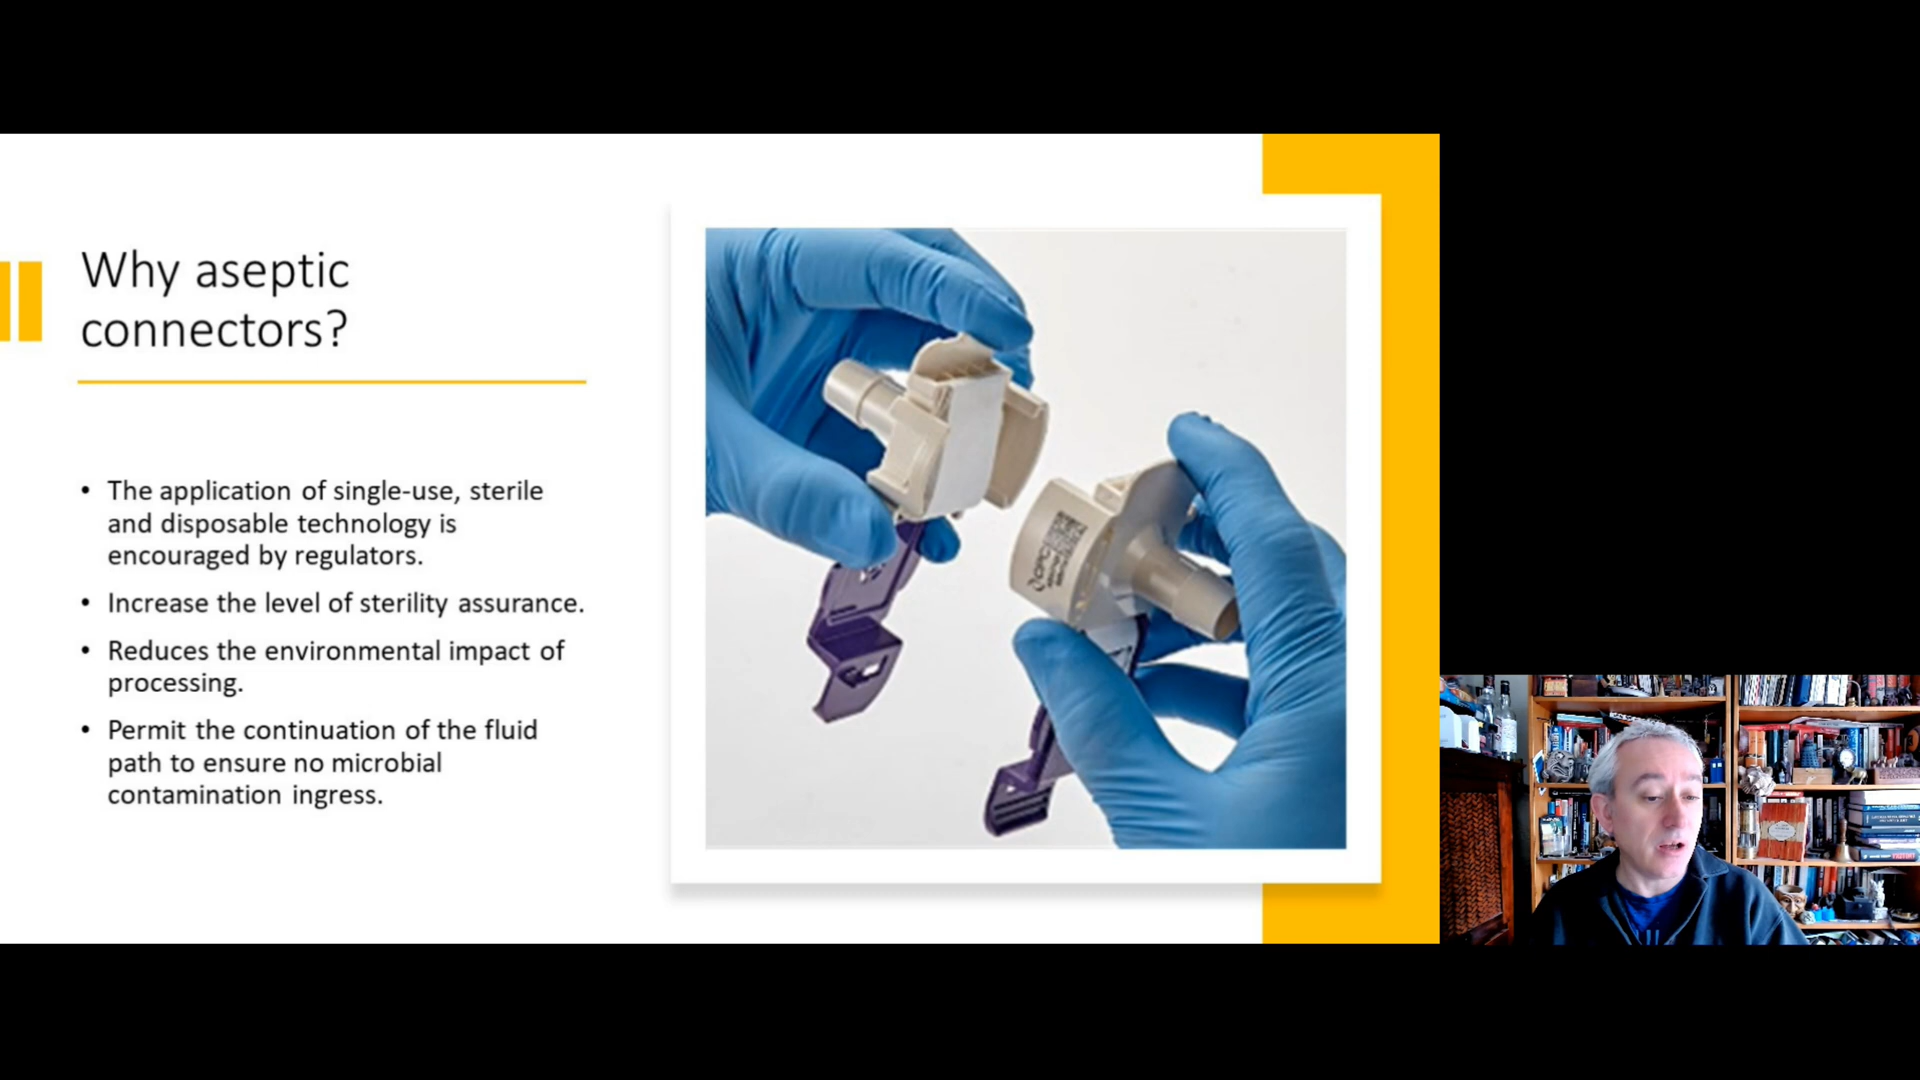 Why aseptic
connectors?
• The application of single-use, sterile
and disposable technology is
encouraged by regulators.
• Increase the level of sterility assurance.
• Reduces the environmental impact of
processing.
• Permit the continuation of the fluid
path to ensure no microbial
contamination ingress.
CPC